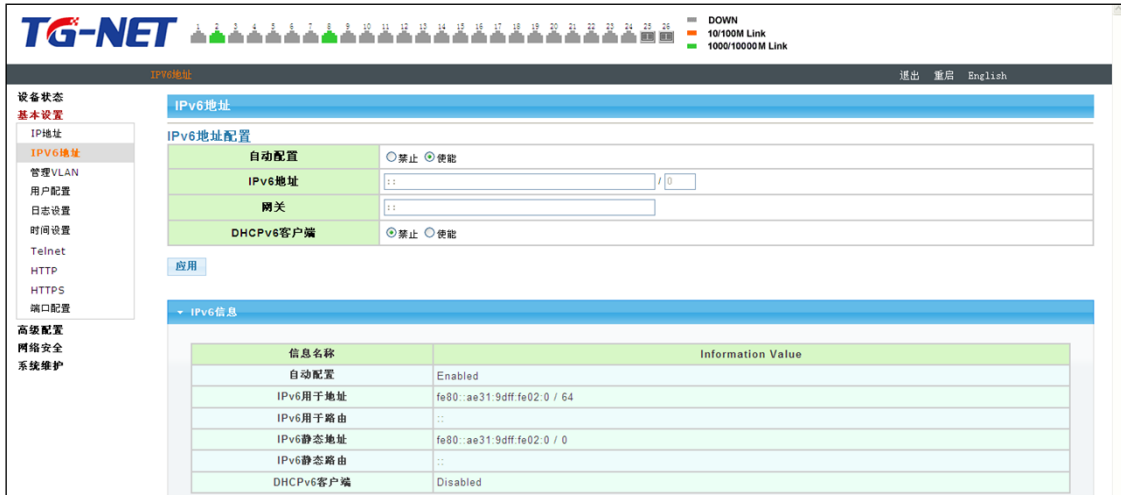 TG-NET
1 2 3 4 5 6 7 8 9 10 11 12 13 14 15 16 17 18 19 20 21 22 23 24 25 26
DOWN
10/100M Link
1000/10000M Link
IPV6地址
退出 重启 English
设备状态
基本设置
IP地址
IPV6地址
管理VLAN
用户配置
日志设置
时间设置
Telnet
HTTP
HTTPS
端口配置
高级配置
网络安全
系统维护
IPv6地址
IPv6地址配置
自动配置 禁止 使能
IPv6地址 :: / 0
网关 ::
DHCPv6客户端 禁止 使能
应用
IPv6信息
信息名称 Information Value
自动配置 Enabled
IPv6用于地址 fe80::ae31:9dff:fe02:0 / 64
IPv6用于路由 ::
IPv6静态地址 fe80::ae31:9dff:fe02:0 / 0
IPv6静态路由 ::
DHCPv6客户端 Disabled